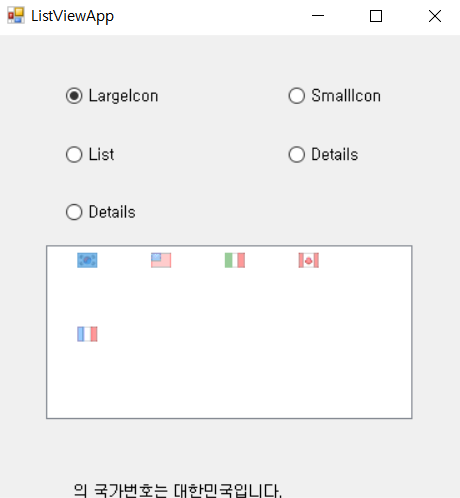 ListViewApp
LargeIcon
SmallIcon
List
Details
Details
의 국가번호는 대한민국입니다.